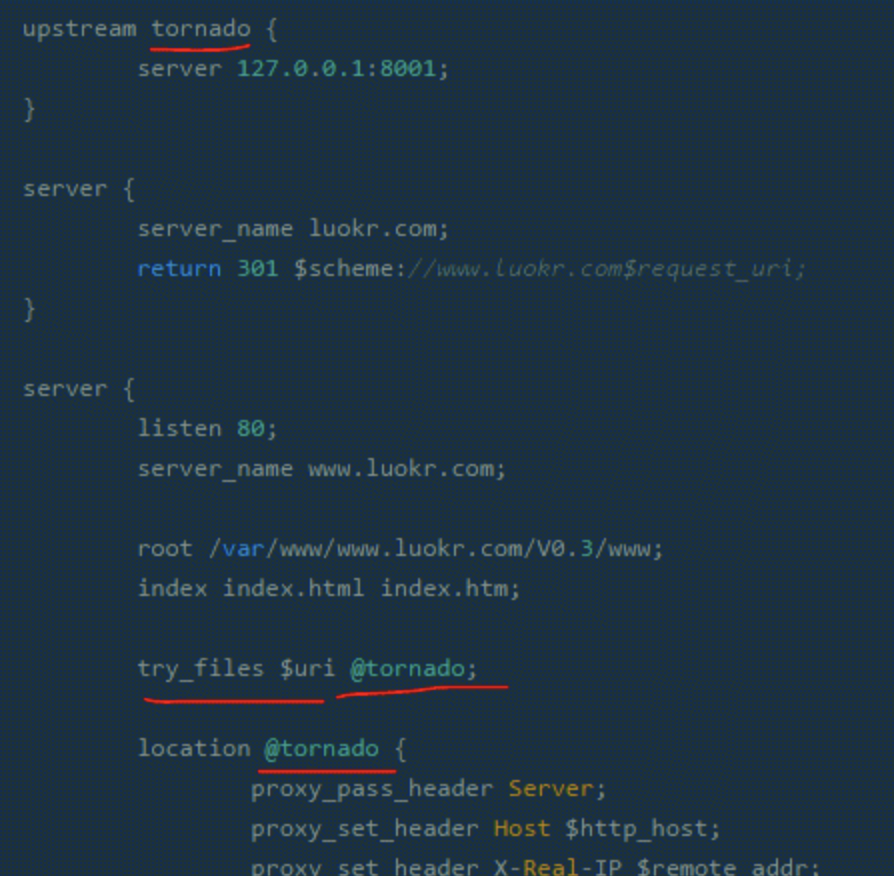 upstream tornado {
server 127.0.0.1:8001;
}
server {
server_name luokr.com;
return 301 $scheme://www.luokr.com$request_uri;
}
server {
listen 80;
server_name www.luokr.com;
root /var/www/www.luokr.com/V0.3/www;
index index.html index.htm;
try_files $uri @tornado;
location @tornado {
proxy_pass_header Server;
proxy_set_header Host $http_host;
proxy_set_header X-Real-IP $remote_addr;